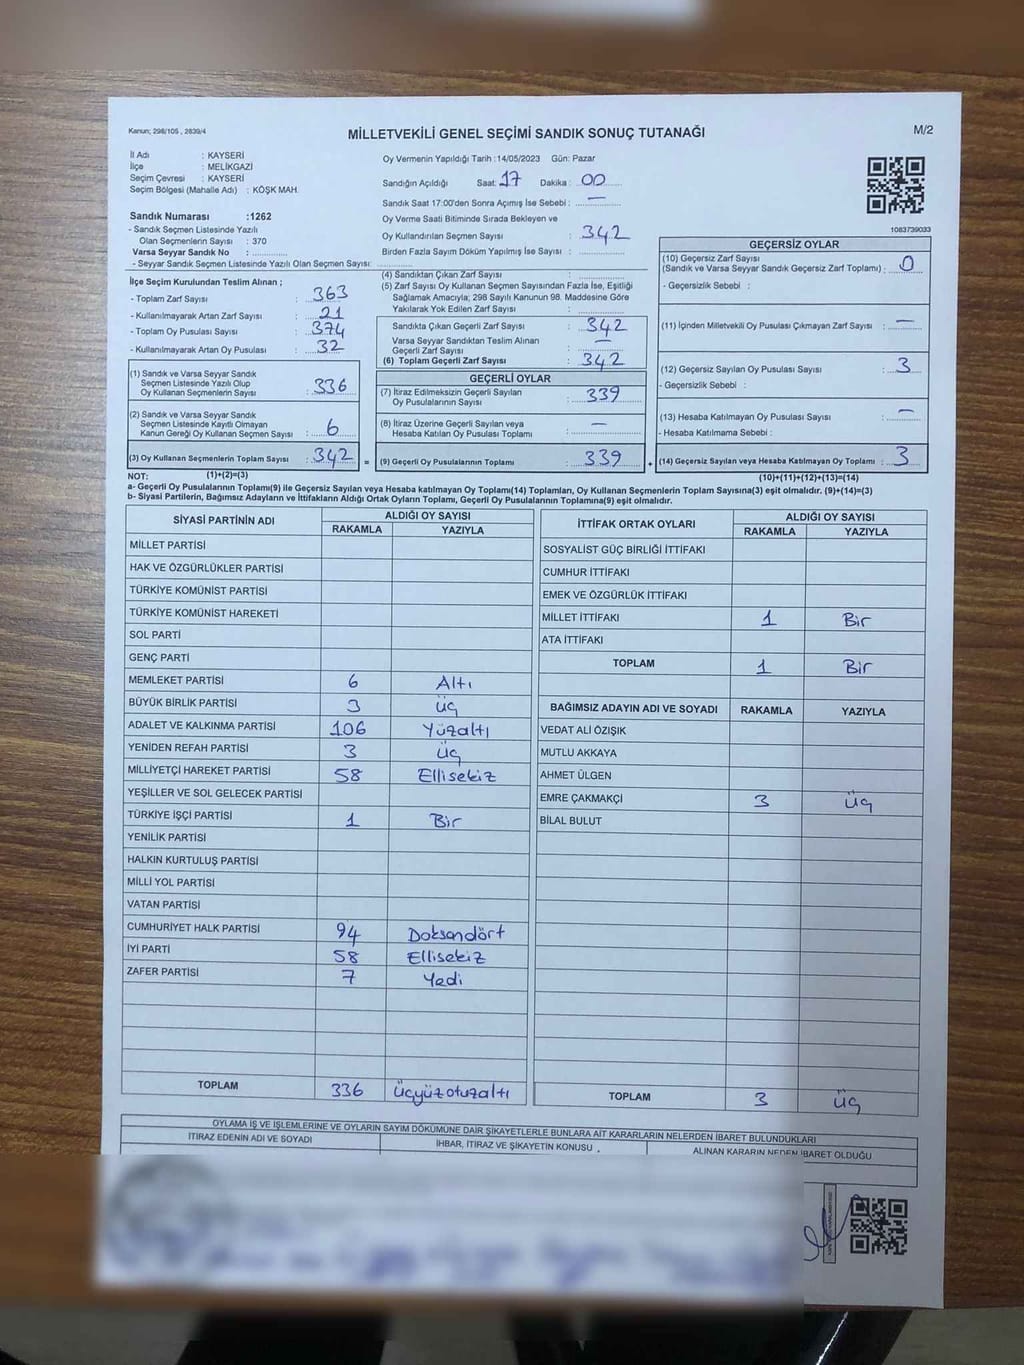 Kanun; 298/105 , 2839/4
MİLLETVEKİLİ GENEL SEÇİMİ SANDIK SONUÇ TUTANAĞI
M/2
İl Adı : KAYSERİ
İlçe : MELİKGAZİ
Seçim Çevresi : KAYSERİ
Seçim Bölgesi (Mahalle Adı) : KÖŞK MAH.
Sandık Numarası :1262
- Sandık Seçmen Listesinde Yazılı
Olan Seçmenlerin Sayısı : 370
Varsa Seyyar Sandık No :
- Seyyar Sandık Seçmen Listesinde Yazılı Olan Seçmen Sayısı:
Oy Vermenin Yapıldığı Tarih :14/05/2023 Gün: Pazar
Sandığın Açıldığı Saat: 17 Dakika : 00
Sandık Saat 17:00'den Sonra Açımış İse Sebebi : —
Oy Verme Saati Bitiminde Sırada Bekleyen ve
Oy Kullandırılan Seçmen Sayısı : 342
Birden Fazla Sayım Döküm Yapılmış İse Sayısı :
1083739033
İlçe Seçim Kurulundan Teslim Alınan ;
- Toplam Zarf Sayısı : 363
- Kullanılmayarak Artan Zarf Sayısı : 21
- Toplam Oy Pusulası Sayısı : 374
- Kullanılmayarak Artan Oy Pusulası : 32
(1) Sandık ve Varsa Seyyar Sandık
Seçmen Listesinde Yazılı Olup
Oy Kullanan Seçmenlerin Sayısı : 336
(2) Sandık ve Varsa Seyyar Sandık
Seçmen Listesinde Kayıtlı Olmayan
Kanun Gereği Oy Kullanan Seçmen Sayısı : 6
(3) Oy Kullanan Seçmenlerin Toplam Sayısı : 342
(1)+(2)=(3)
(4) Sandıktan Çıkan Zarf Sayısı :
(5) Zarf Sayısı Oy Kullanan Seçmen Sayısından Fazla İse, Eşitliği
Sağlamak Amacıyla; 298 Sayılı Kanunun 98. Maddesine Göre
Yakılarak Yok Edilen Zarf Sayısı :
Sandıkta Çıkan Geçerli Zarf Sayısı : 342
Varsa Seyyar Sandıktan Teslim Alınan
Geçerli Zarf Sayısı : —
(6) Toplam Geçerli Zarf Sayısı : 342
GEÇERLİ OYLAR
(7) İtiraz Edilmeksizin Geçerli Sayılan
Oy Pusulalarının Sayısı : 339
(8) İtiraz Üzerine Geçerli Sayılan veya
Hesaba Katılan Oy Pusulası Toplamı : —
= (9) Geçerli Oy Pusulalarının Toplamı : 339
GEÇERSİZ OYLAR
(10) Geçersiz Zarf Sayısı
(Sandık ve Varsa Seyyar Sandık Geçersiz Zarf Toplamı) : 0
- Geçersizlik Sebebi :
(11) İçinden Milletvekili Oy Pusulası Çıkmayan Zarf Sayısı : —
(12) Geçersiz Sayılan Oy Pusulası Sayısı : 3
- Geçersizlik Sebebi :
(13) Hesaba Katılmayan Oy Pusulası Sayısı : —
- Hesaba Katılmama Sebebi :
+ (14) Geçersiz Sayılan veya Hesaba Katılmayan Oy Toplamı : 3
(10)+(11)+(12)+(13)=(14)
NOT:
a- Geçerli Oy Pusulalarının Toplamı(9) ile Geçersiz Sayılan veya Hesaba katılmayan Oy Toplamı(14) Toplamları, Oy Kullanan Seçmenlerin Toplam Sayısına(3) eşit olmalıdır. (9)+(14)=(3)
b- Siyasi Partilerin, Bağımsız Adayların ve İttifakların Aldığı Ortak Oyların Toplamı, Geçerli Oy Pusulalarının Toplamına(9) eşit olmalıdır.
SİYASİ PARTİNİN ADI ALDIĞI OY SAYISI
RAKAMLA YAZIYLA
MİLLET PARTİSİ
HAK VE ÖZGÜRLÜKLER PARTİSİ
TÜRKİYE KOMÜNİST PARTİSİ
TÜRKİYE KOMÜNİST HAREKETİ
SOL PARTİ
GENÇ PARTİ
MEMLEKET PARTİSİ 6 Altı
BÜYÜK BİRLİK PARTİSİ 3 üç
ADALET VE KALKINMA PARTİSİ 106 Yüzaltı
YENİDEN REFAH PARTİSİ 3 üç
MİLLİYETÇİ HAREKET PARTİSİ 58 Ellisekiz
YEŞİLLER VE SOL GELECEK PARTİSİ
TÜRKİYE İŞÇİ PARTİSİ 1 Bir
YENİLİK PARTİSİ
HALKIN KURTULUŞ PARTİSİ
MİLLİ YOL PARTİSİ
VATAN PARTİSİ
CUMHURİYET HALK PARTİSİ 94 Doksandört
İYİ PARTİ 58 Ellisekiz
ZAFER PARTİSİ 7 Yedi
TOPLAM 336 üçyüzotuzaltı
İTTİFAK ORTAK OYLARI ALDIĞI OY SAYISI
RAKAMLA YAZIYLA
SOSYALİST GÜÇ BİRLİĞİ İTTİFAKI
CUMHUR İTTİFAKI
EMEK VE ÖZGÜRLÜK İTTİFAKI
MİLLET İTTİFAKI 1 Bir
ATA İTTİFAKI
TOPLAM 1 Bir
BAĞIMSIZ ADAYIN ADI VE SOYADI RAKAMLA YAZIYLA
VEDAT ALİ ÖZIŞIK
MUTLU AKKAYA
AHMET ÜLGEN
EMRE ÇAKMAKÇİ 3 üç
BİLAL BULUT
TOPLAM 3 üç
OYLAMA İŞ VE İŞLEMLERİNE VE OYLARIN SAYIM DÖKÜMÜNE DAİR ŞİKAYETLERLE BUNLARA AİT KARARLARIN NELERDEN İBARET BULUNDUKLARI
İTİRAZ EDENİN ADI VE SOYADI İHBAR, İTİRAZ VE ŞİKAYETİN KONUSU ALINAN KARARIN NEDEN İBARET OLDUĞU